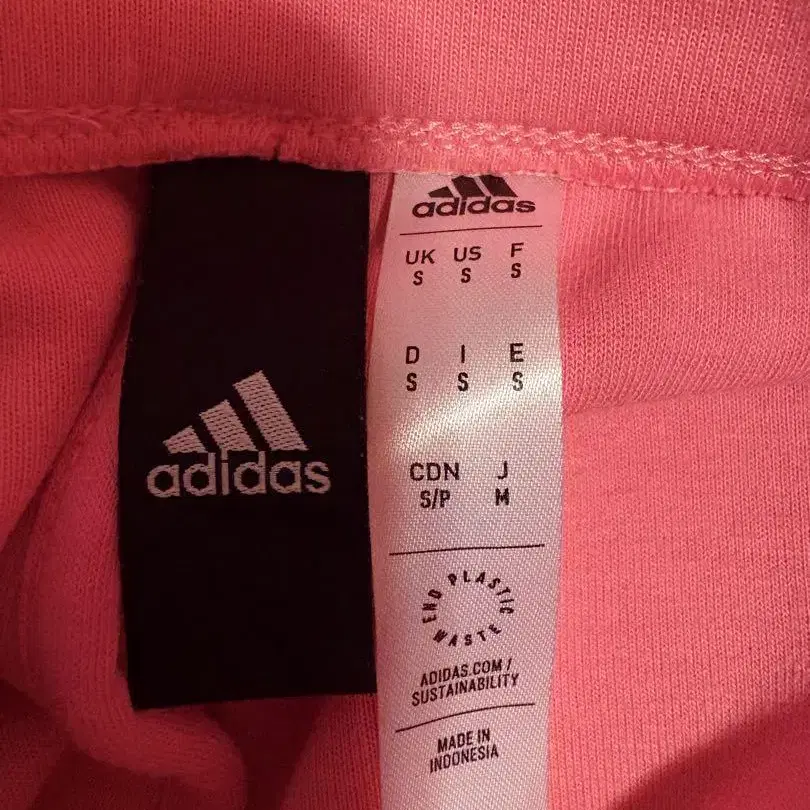 adidas
adidas
UK US F
S S S
D I E
S S S
CDN J
S/P M
END PLASTIC WASTE
ADIDAS.COM/
SUSTAINABILITY
MADE IN
INDONESIA